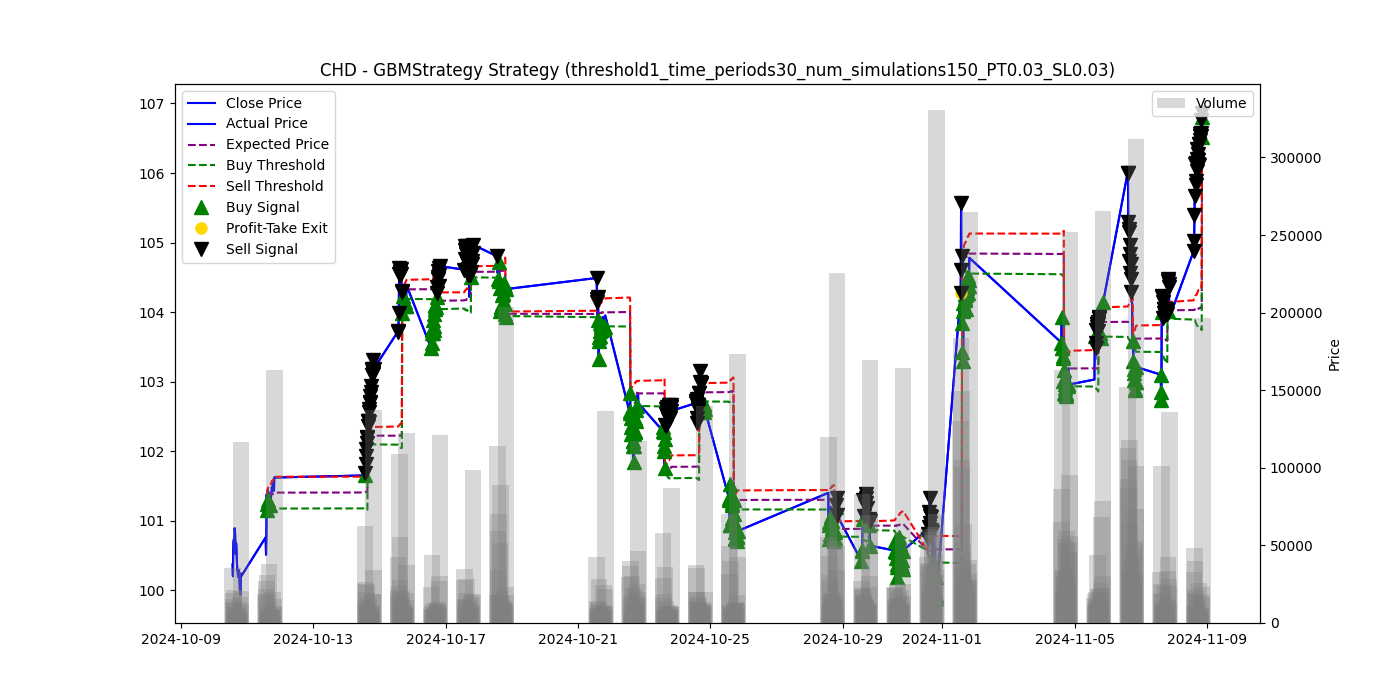 CHD - GBMStrategy Strategy (threshold1_time_periods30_num_simulations150_PT0.03_SL0.03)
Close Price
Actual Price
Expected Price
Buy Threshold
Sell Threshold
Buy Signal
Profit-Take Exit
Sell Signal
Volume
107
106
105
104
103
102
101
100
300000
250000
200000
150000
100000
50000
0
Price
2024-10-09
2024-10-13
2024-10-17
2024-10-21
2024-10-25
2024-10-29
2024-11-01
2024-11-05
2024-11-09